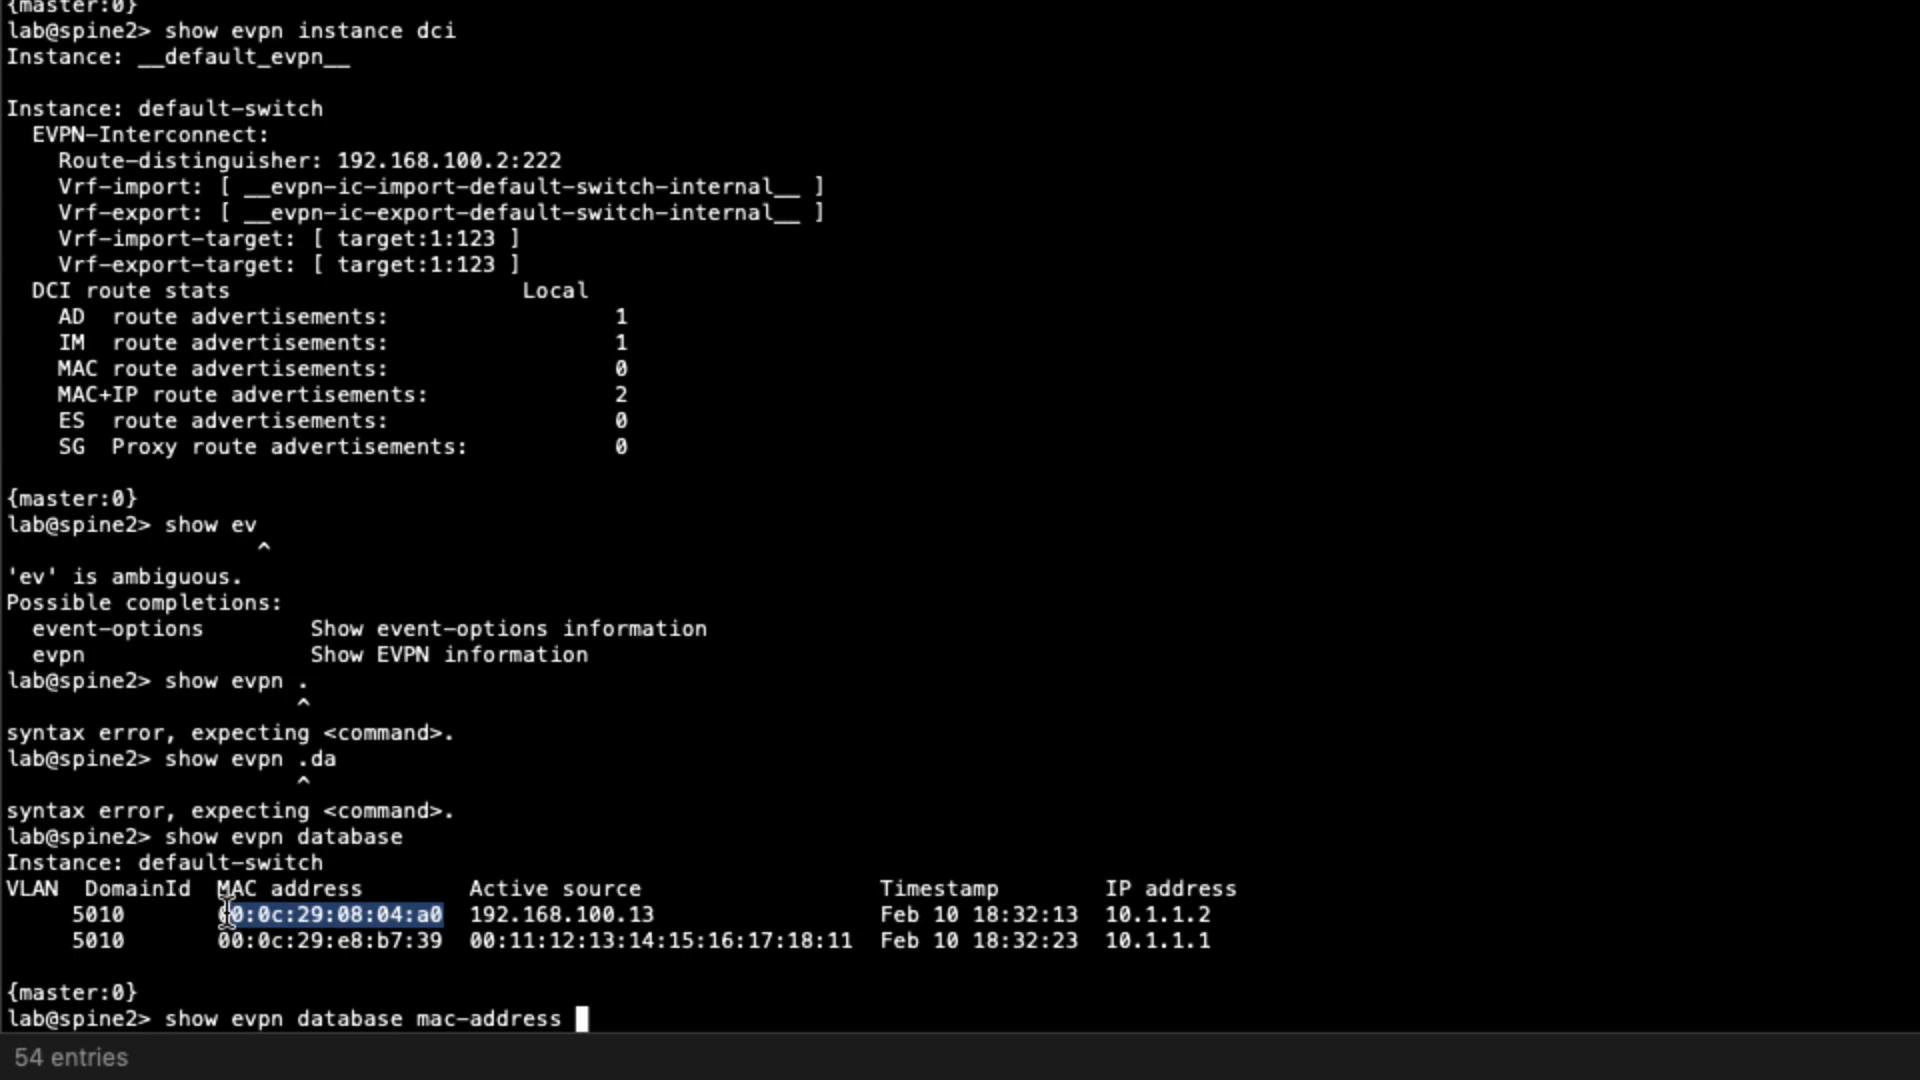 {master:0}
lab@spine2> show evpn instance dci
Instance: __default_evpn__
Instance: default-switch
EVPN-Interconnect:
Route-distinguisher: 192.168.100.2:222
Vrf-import: [ __evpn-ic-import-default-switch-internal__ ]
Vrf-export: [ __evpn-ic-export-default-switch-internal__ ]
Vrf-import-target: [ target:1:123 ]
Vrf-export-target: [ target:1:123 ]
DCI route stats Local
AD route advertisements: 1
IM route advertisements: 1
MAC route advertisements: 0
MAC+IP route advertisements: 2
ES route advertisements: 0
SG Proxy route advertisements: 0
{master:0}
lab@spine2> show ev
^
'ev' is ambiguous.
Possible completions:
event-options Show event-options information
evpn Show EVPN information
lab@spine2> show evpn .
^
syntax error, expecting <command>.
lab@spine2> show evpn .da
^
syntax error, expecting <command>.
lab@spine2> show evpn database
Instance: default-switch
VLAN DomainId MAC address Active source Timestamp IP address
5010 00:0c:29:08:04:a0 192.168.100.13 Feb 10 18:32:13 10.1.1.2
5010 00:0c:29:e8:b7:39 00:11:12:13:14:15:16:17:18:11 Feb 10 18:32:23 10.1.1.1
{master:0}
lab@spine2> show evpn database mac-address
54 entries